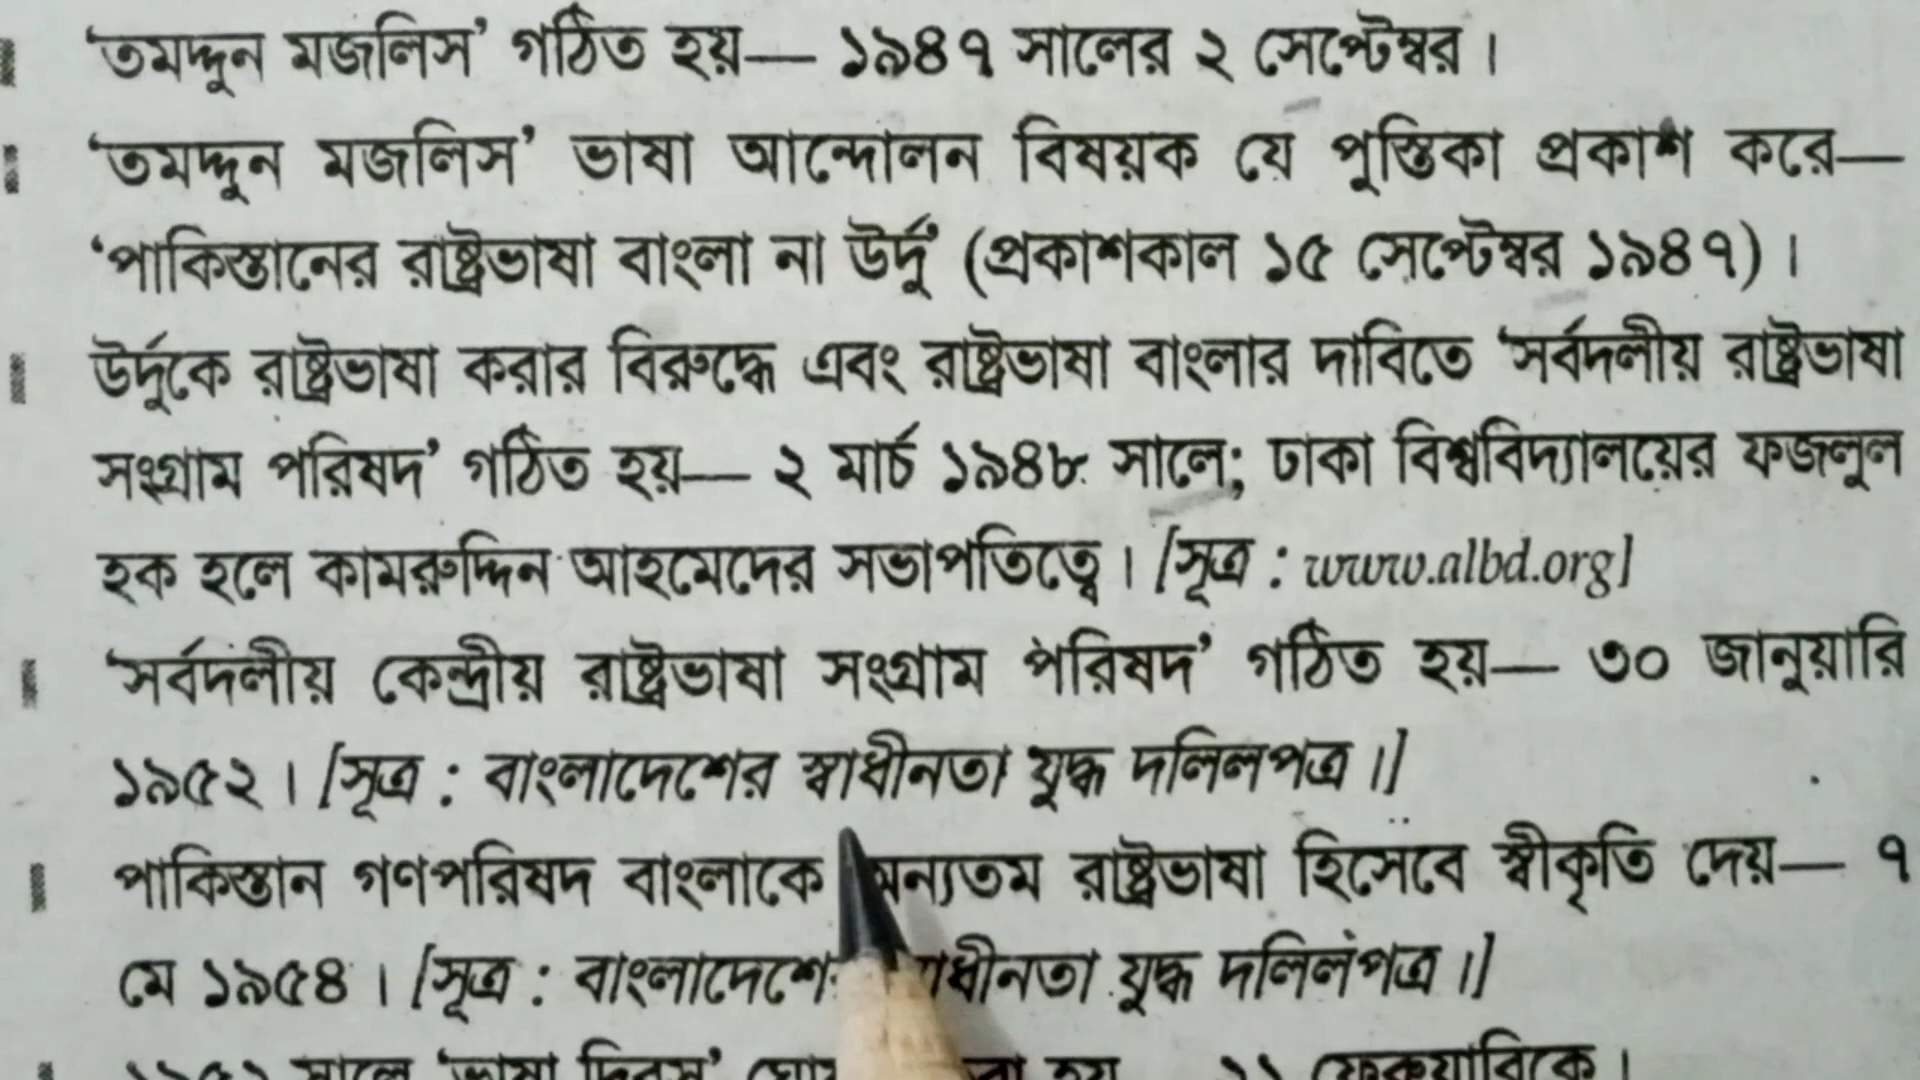 ‘তমদ্দুন মজলিস’ গঠিত হয়— ১৯৪৭ সালের ২ সেপ্টেম্বর।
‘তমদ্দুন মজলিস’ ভাষা আন্দোলন বিষয়ক যে পুস্তিকা প্রকাশ করে—
‘পাকিস্তানের রাষ্ট্রভাষা বাংলা না উর্দু’ (প্রকাশকাল ১৫ সেপ্টেম্বর ১৯৪৭)।
উর্দুকে রাষ্ট্রভাষা করার বিরুদ্ধে এবং রাষ্ট্রভাষা বাংলার দাবিতে ‘সর্বদলীয় রাষ্ট্রভাষা
সংগ্রাম পরিষদ’ গঠিত হয়— ২ মার্চ ১৯৪৮ সালে; ঢাকা বিশ্ববিদ্যালয়ের ফজলুল
হক হলে কামরুদ্দিন আহমেদের সভাপতিত্বে। [সূত্র : www.albd.org]
‘সর্বদলীয় কেন্দ্রীয় রাষ্ট্রভাষা সংগ্রাম পরিষদ’ গঠিত হয়— ৩০ জানুয়ারি
১৯৫২। [সূত্র : বাংলাদেশের স্বাধীনতা যুদ্ধ দলিলপত্র।]
পাকিস্তান গণপরিষদ বাংলাকে অন্যতম রাষ্ট্রভাষা হিসেবে স্বীকৃতি দেয়— ৭
মে ১৯৫৪। [সূত্র : যুদ্ধ দলিলপত্র।]
সালে ‘ভাষা দিবস’ হয়